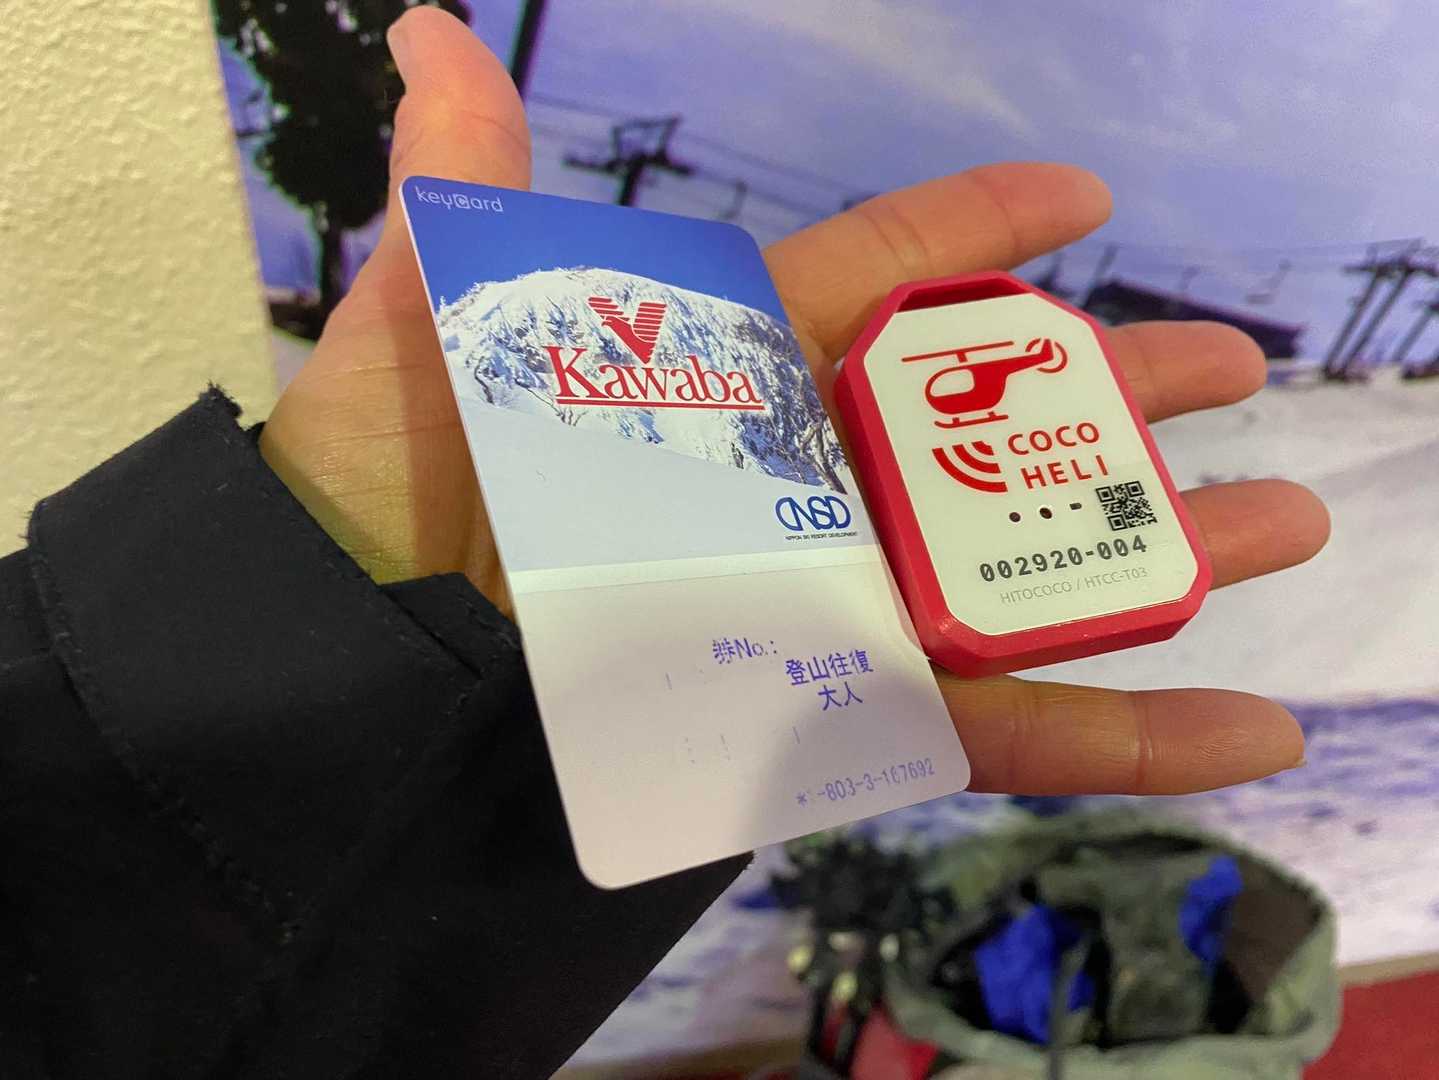 keycard
Kawaba
NSD
NIPPON SKI RESORT DEVELOPMENT
券No.:
登山往復
大人
-803-3-167692
COCO
HELI
002920-004
HITOCOCO / HTCC-T03